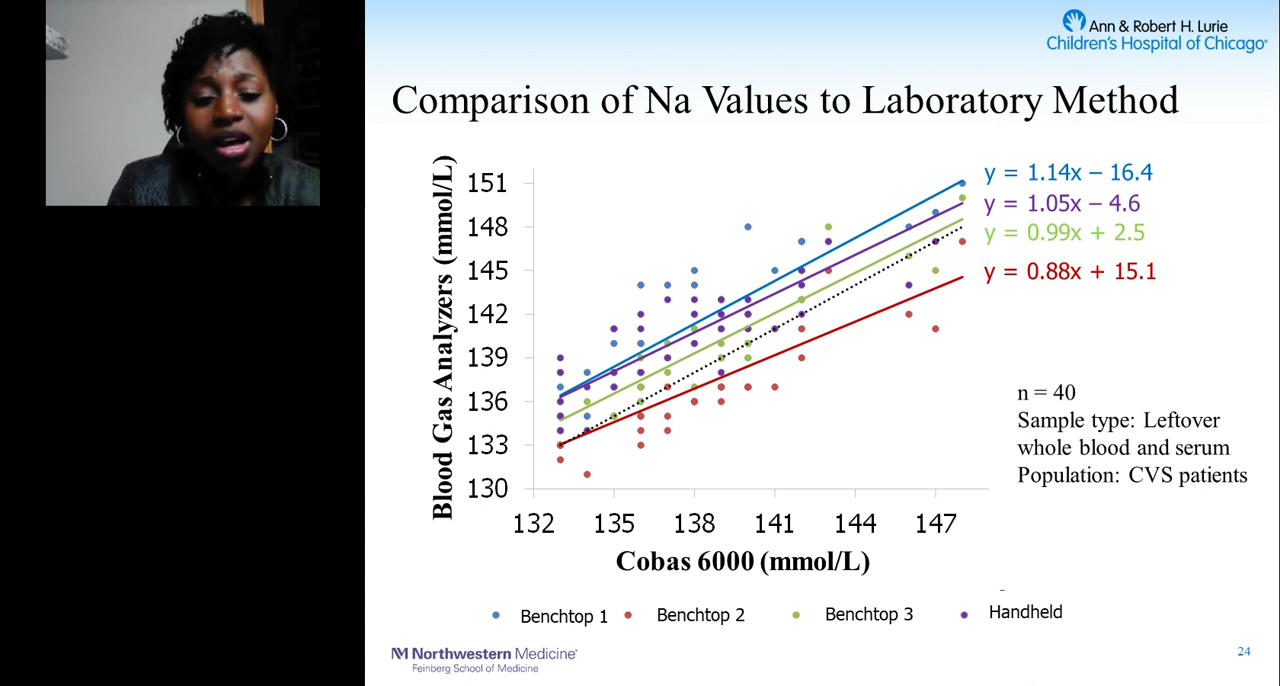 Ann & Robert H. Lurie
Children's Hospital of Chicago®
Comparison of Na Values to Laboratory Method
Blood Gas Analyzers (mmol/L)
151
148
145
142
139
136
133
130
y = 1.14x – 16.4
y = 1.05x – 4.6
y = 0.99x + 2.5
y = 0.88x + 15.1
n = 40
Sample type: Leftover
whole blood and serum
Population: CVS patients
132 135 138 141 144 147
Cobas 6000 (mmol/L)
Benchtop 1 Benchtop 2 Benchtop 3 Handheld
Northwestern Medicine®
Feinberg School of Medicine
24